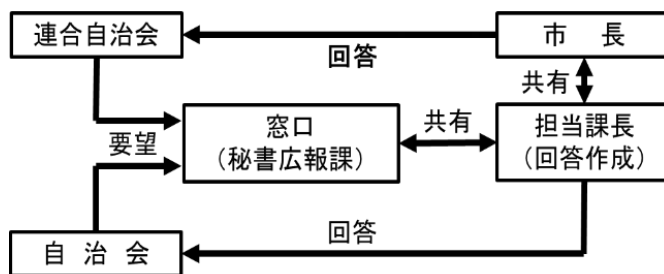 連合自治会
回答
市　長
共有
要望
窓口
（秘書広報課）
共有
担当課長
（回答作成）
自　治　会
回答